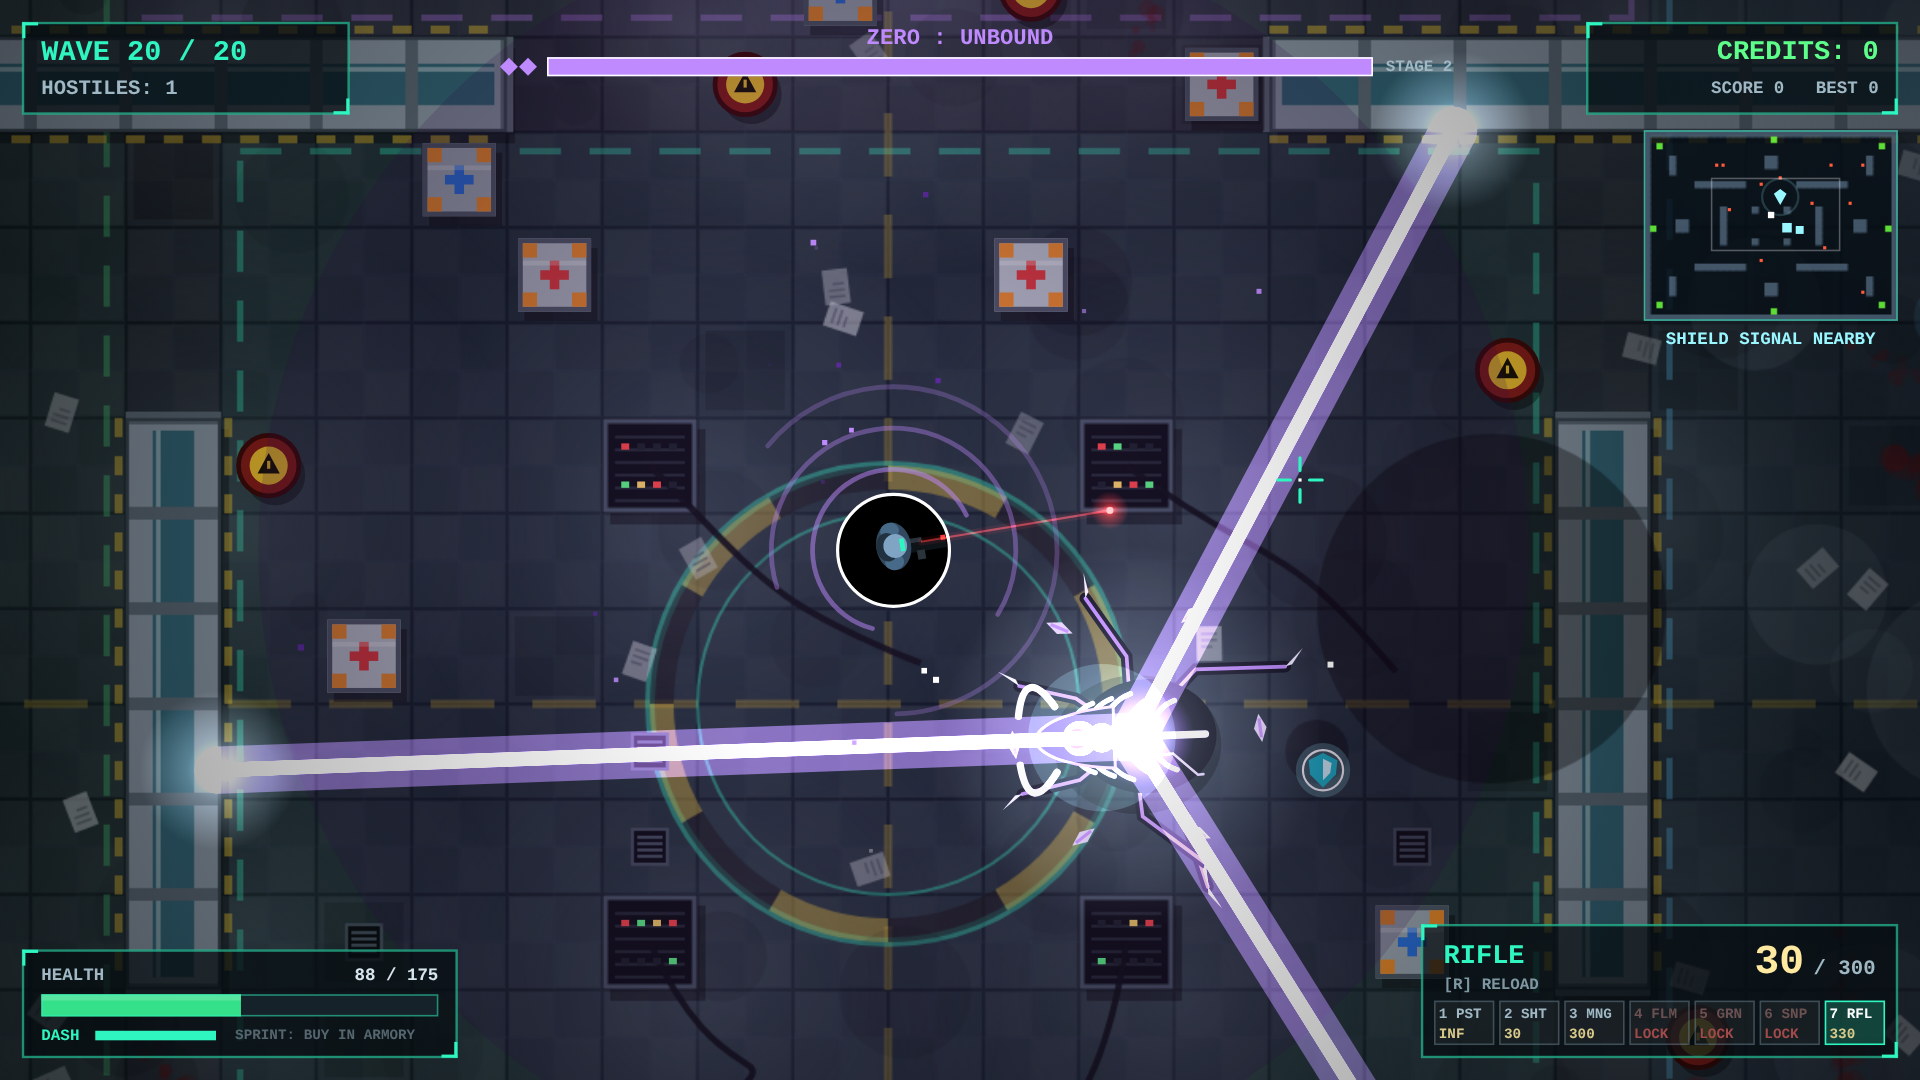 WAVE 20 / 20
HOSTILES: 1
ZERO : UNBOUND
STAGE 2
CREDITS: 0
SCORE 0 BEST 0
SHIELD SIGNAL NEARBY
HEALTH 88 / 175
DASH SPRINT: BUY IN ARMORY
RIFLE 30 / 300
[R] RELOAD
1 PST 2 SHT 3 MNG 4 FLM 5 GRN 6 SNP 7 RFL
INF 30 300 LOCK LOCK LOCK 330